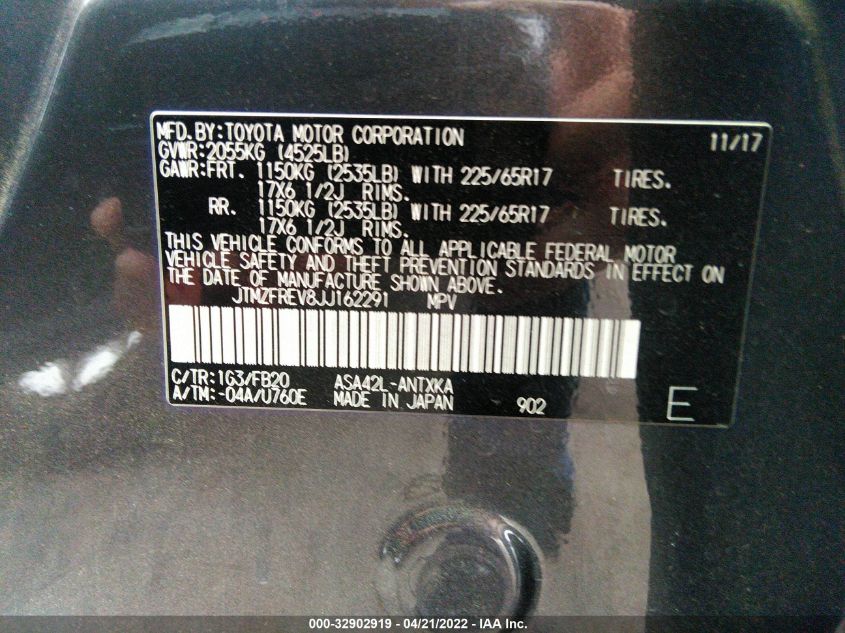 MFD.BY:TOYOTA MOTOR CORPORATION 11/17
GVWR:2055KG (4525LB)
GAWR:FRT. 1150KG (2535LB) WITH 225/65R17 TIRES.
17X6 1/2J RIMS.
RR. 1150KG (2535LB) WITH 225/65R17 TIRES.
17X6 1/2J RIMS.
THIS VEHICLE CONFORMS TO ALL APPLICABLE FEDERAL MOTOR
VEHICLE SAFETY AND THEFT PREVENTION STANDARDS IN EFFECT ON
THE DATE OF MANUFACTURE SHOWN ABOVE.
JTMZFREV8JJ162291 MPV
C/TR:1G3/FB20 ASA42L-ANTXKA
A/TM:-04A/U760E MADE IN JAPAN 902 E
000-32902919 - 04/21/2022 - IAA Inc.